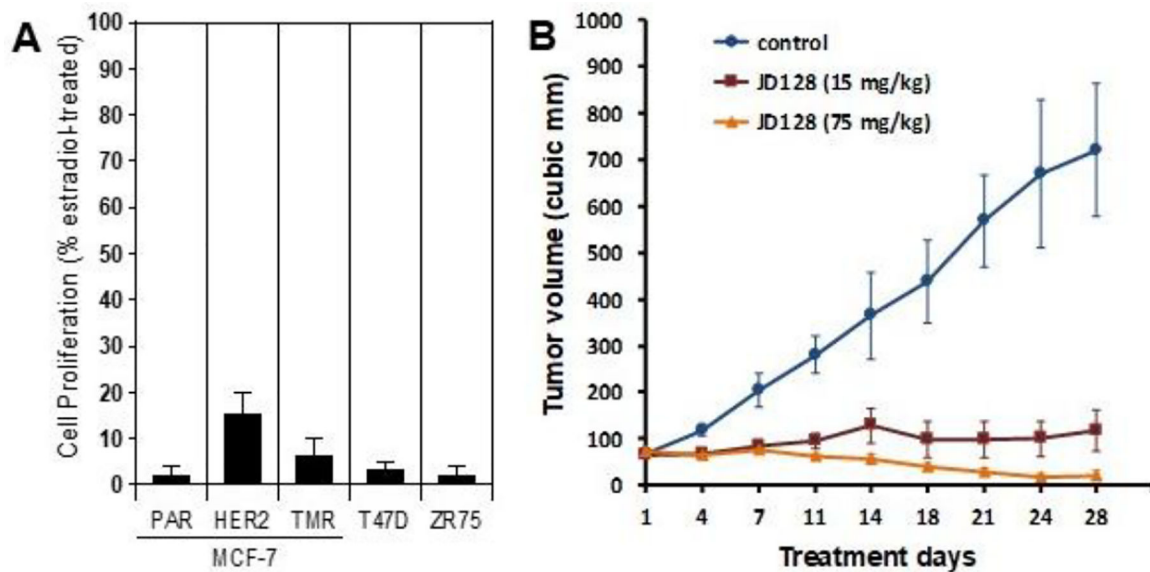 A
Cell Proliferation (% estradiol-treated)
100
90
80
70
60
50
40
30
20
10
0
PAR HER2 TMR T47D ZR75
MCF-7
B
Tumor volume (cubic mm)
1000
900
800
700
600
500
400
300
200
100
0
control
JD128 (15 mg/kg)
JD128 (75 mg/kg)
1 4 7 11 14 18 21 24 28
Treatment days